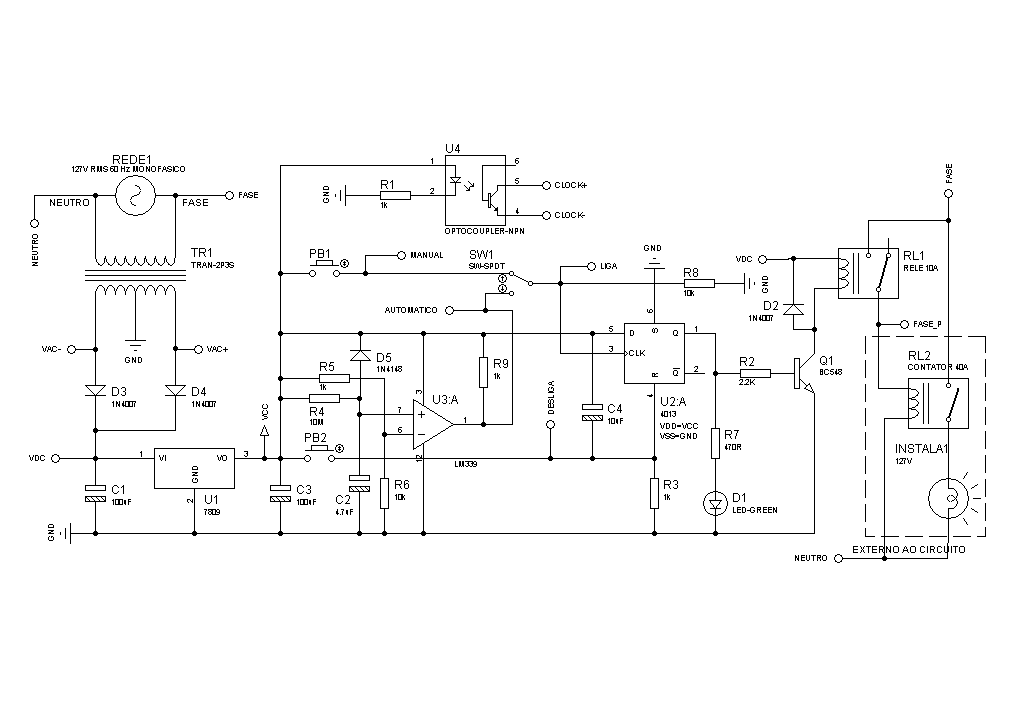 U4
REDE1
127V RMS 60 Hz MONOFASICO
NEUTRO
FASE
FASE
NEUTRO
TR1
TRAN-2P3S
GND
VAC-
VAC+
D3
1N4007
D4
1N4007
VDC
1
VI
VO
3
GND
2
U1
7809
C1
100nF
GND
VCC
C3
100nF
1
2
6
5
4
GND
R1
1k
CLOCK+
CLOCK-
OPTOCOUPLER-NPN
PB1
MANUAL
SW1
SW-SPDT
LIGA
AUTOMATICO
R5
1k
R4
10M
D5
1N4148
PB2
C2
4.7nF
R6
10k
3
7
6
12
1
U3:A
LM339
R9
1k
DESLIGA
C4
10nF
GND
R8
10k
GND
6
5
D
S
Q
1
3
CLK
R
Q
2
4
U2:A
4013
VDD=VCC
VSS=GND
R3
1k
R2
2.2K
R7
470R
D1
LED-GREEN
VDC
D2
1N4007
Q1
BC548
FASE
RL1
RELE 10A
FASE_P
RL2
CONTATOR 40A
INSTALA1
127V
EXTERNO AO CIRCUITO
NEUTRO